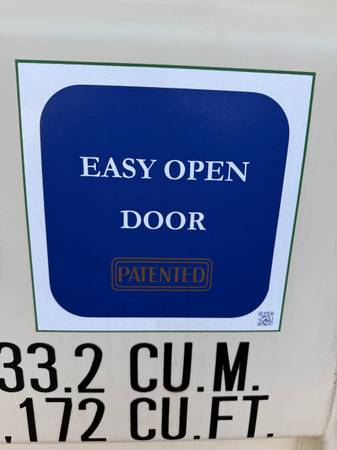 EASY OPEN
DOOR
PATENTED
33.2 CU.M.
,172 CU.FT.